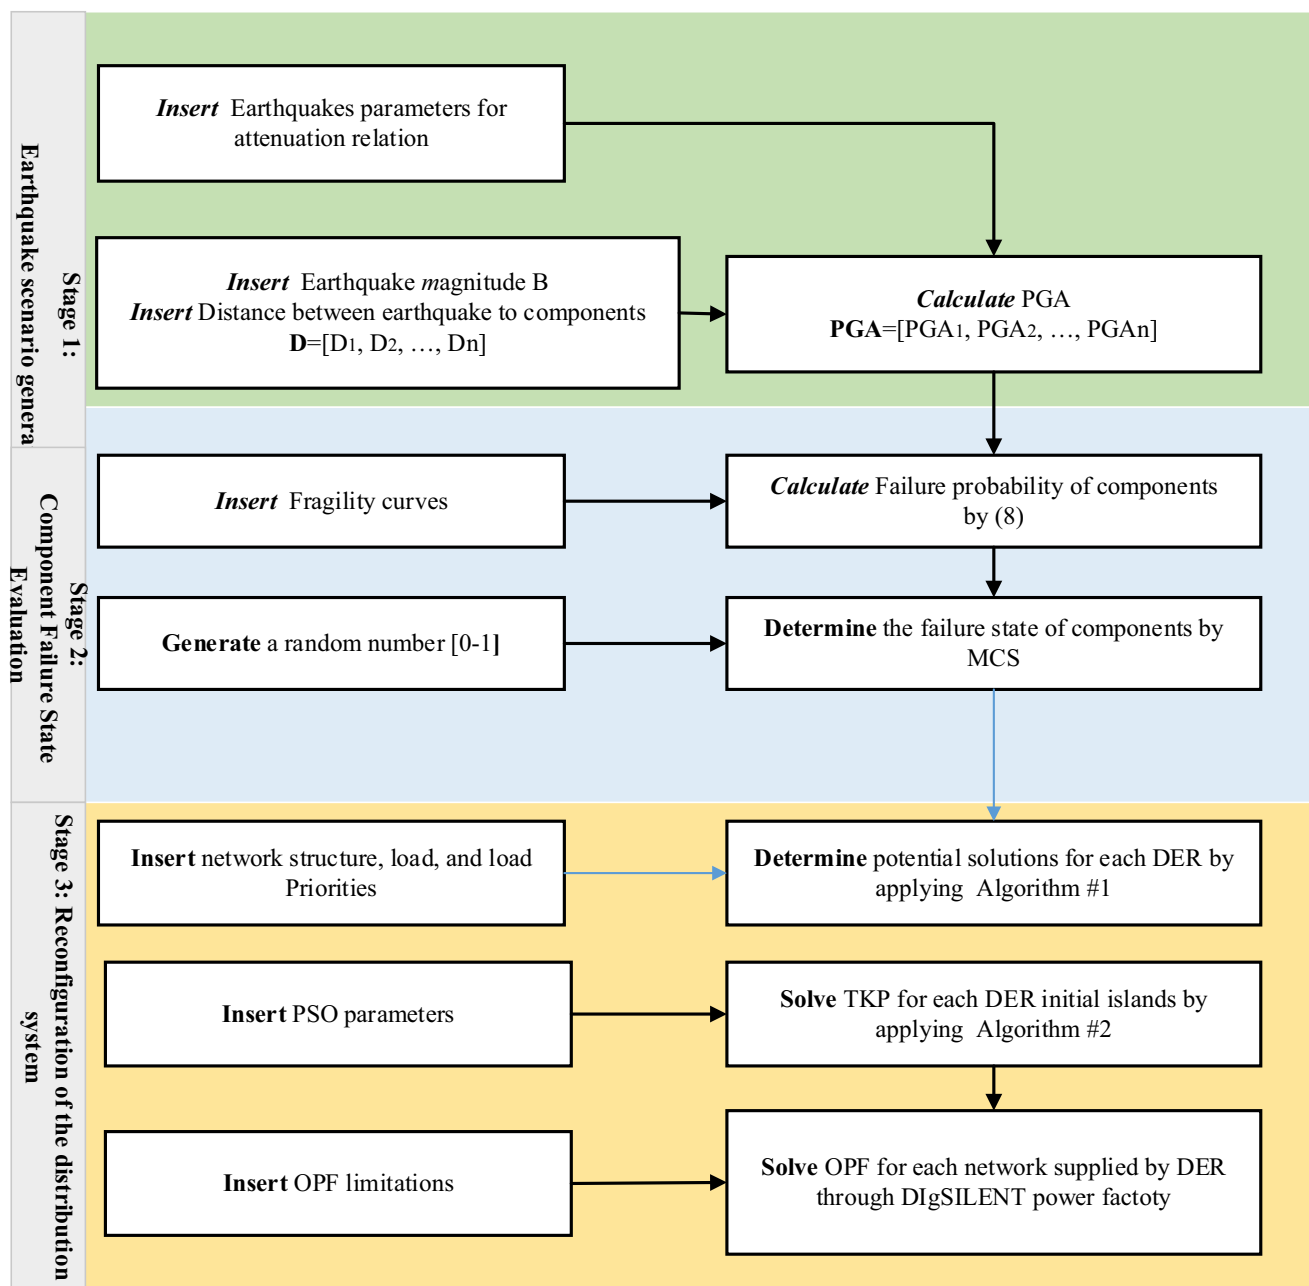 Stage 1:
Earthquake scenario genera
Insert Earthquakes parameters for
attenuation relation
Insert Earthquake magnitude B
Insert Distance between earthquake to components
D=[D1, D2, …, Dn]
Calculate PGA
PGA=[PGA1, PGA2, …, PGAn]
Stage 2:
Component Failure State
Evaluation
Insert Fragility curves
Calculate Failure probability of components
by (8)
Generate a random number [0-1]
Determine the failure state of components by
MCS
Stage 3: Reconfiguration of the distribution
system
Insert network structure, load, and load
Priorities
Determine potential solutions for each DER by
applying Algorithm #1
Insert PSO parameters
Solve TKP for each DER initial islands by
applying Algorithm #2
Insert OPF limitations
Solve OPF for each network supplied by DER
through DIgSILENT power factoty